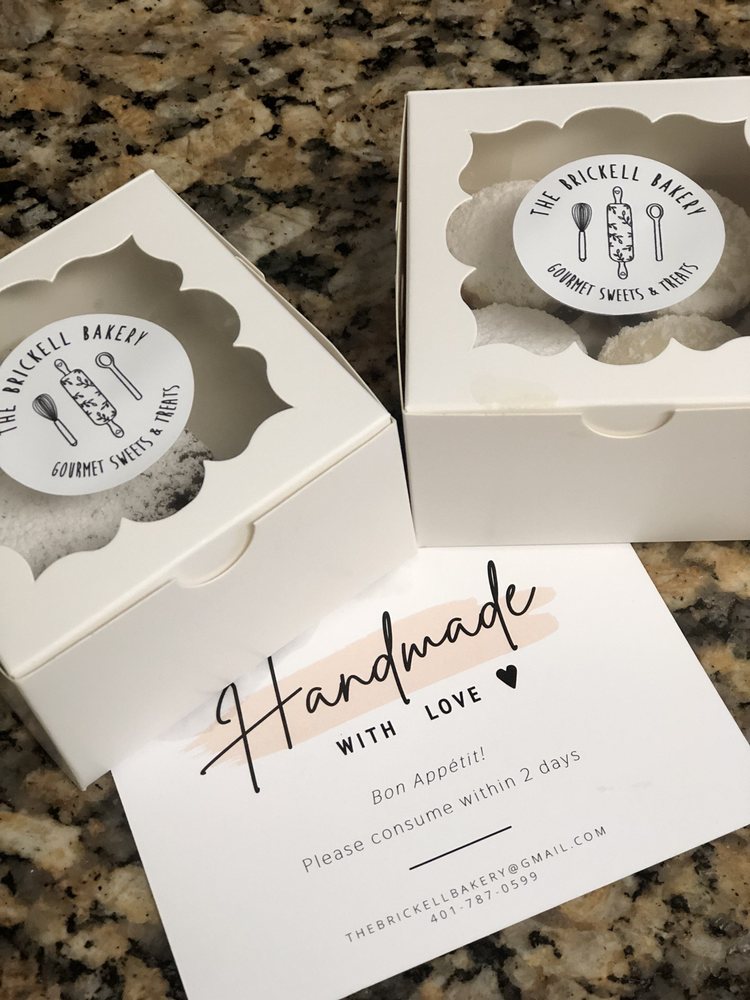 THE BRICKELL BAKERY
GOURMET SWEETS & TREATS
THE BRICKELL BAKERY
GOURMET SWEETS & TREATS
Handmade
WITH LOVE
Bon Appétit!
Please consume within 2 days
THEBRICKELLBAKERY@GMAIL.COM
401-787-0599